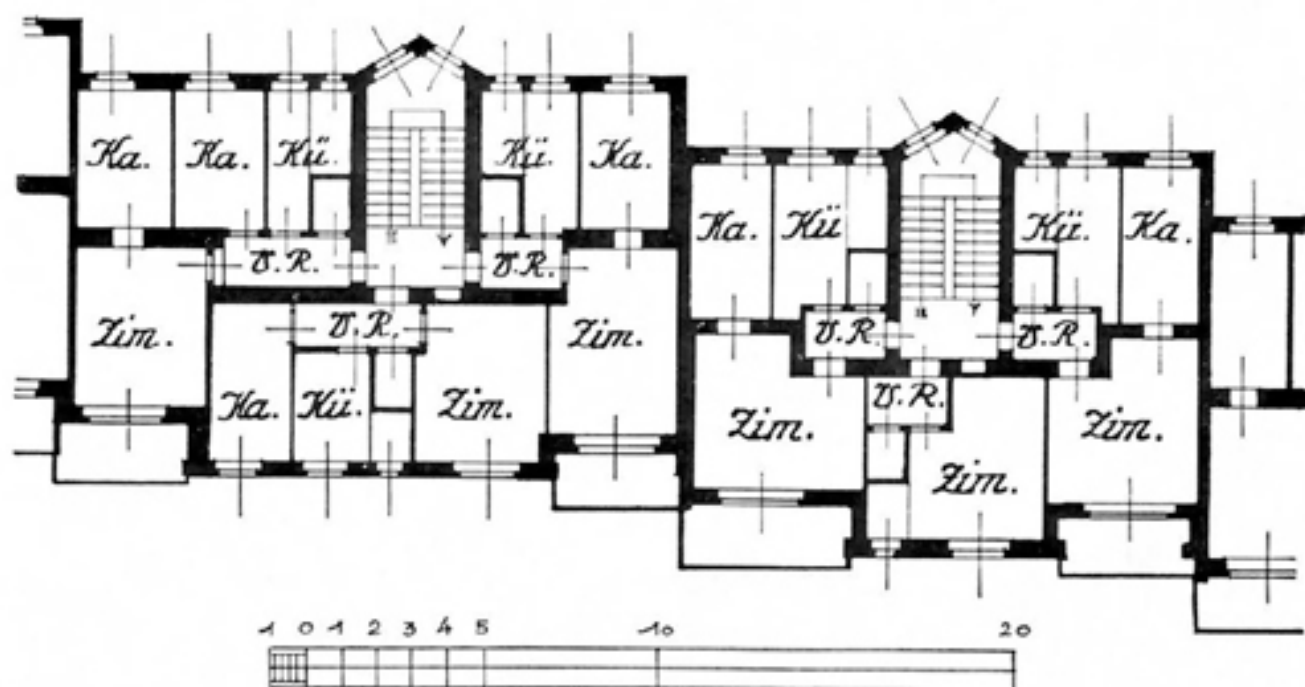 Ka. Ka. Kü. Kü. Ka.
Ka. Kü Kü. Ka.
V.R. V.R.
Zim. V.R. Zim.
V.R. V.R.
Ka. Kü. Zim.
Zim. V.R. Zim.
Zim.
1 0 1 2 3 4 5 10 20